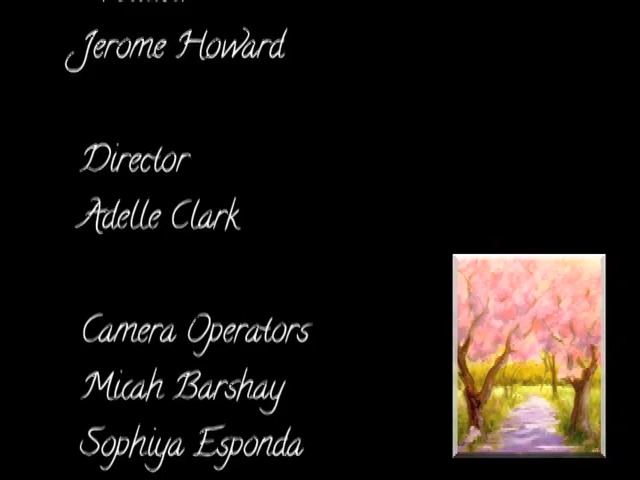 Jerome Howard
Director
Adelle Clark
Camera Operators
Micah Barshay
Sophiya Esponda